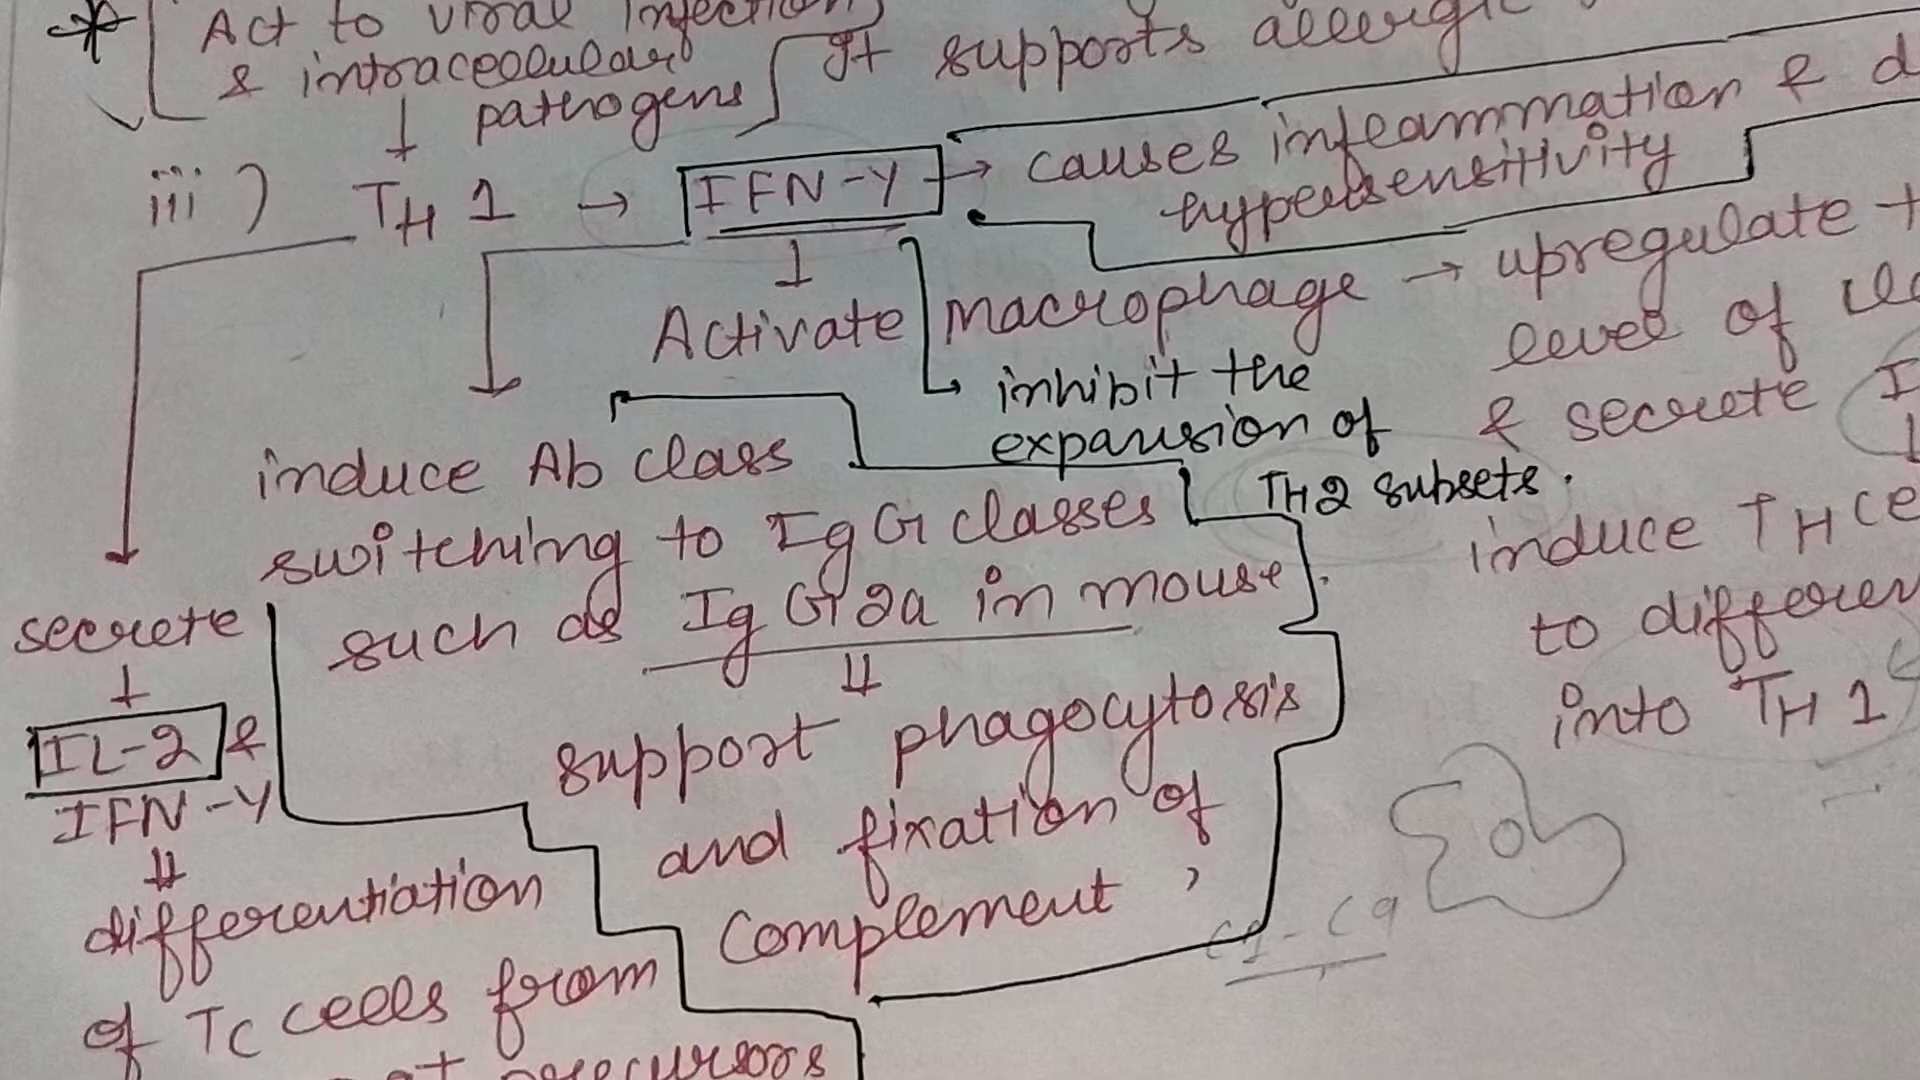 Act to viral infection
& intracellular
pathogens
It supports allergic
iii) TH 1 → IFN-γ → causes inflammation &
hypersensitivity
Activate macrophage → upregulate
level of
& secrete
inhibit the
expansion of
TH2 subsets.
induce Ab class
switching to IgG classes
such as IgG2a in mouse.
support phagocytosis
and fixation of
complement
induce TH
to
into TH 1
secrete
IL-2 &
IFN-γ
differentiation
of Tc cells from
precursors
C1-C9